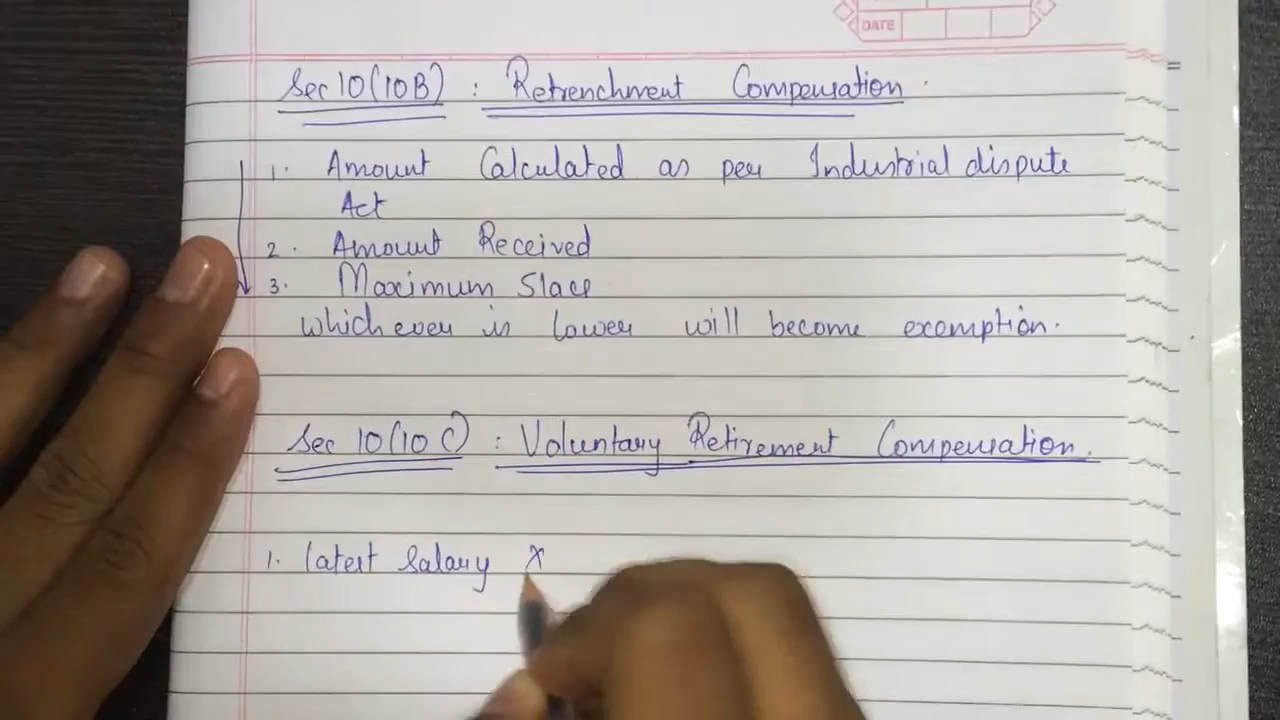 DATE
Sec 10(10B) : Retrenchment Compensation.
1. Amount Calculated as per Industrial dispute
Act
2. Amount Received
3. Maximum Slab
whichever is lower will become exemption.
Sec 10(10C) : Voluntary Retirement Compensation.
1. latest Salary x